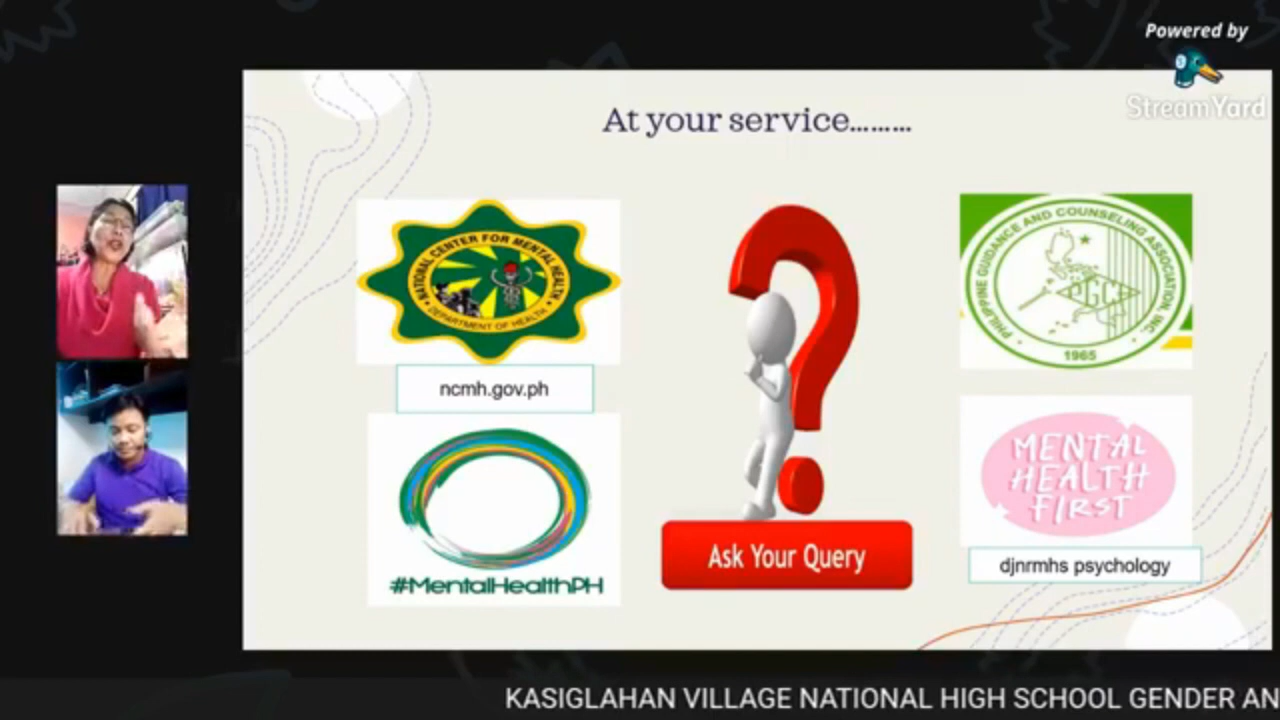 Powered by
StreamYard
At your service.........
NATIONAL CENTER FOR MENTAL HEALTH
DEPARTMENT OF HEALTH
ncmh.gov.ph
#MentalHealthPH
Ask Your Query
PHILIPPINE GUIDANCE AND COUNSELING ASSOCIATION, INC.
PGCA
1965
MENTAL
HEALTH
FIRST
djnrmhs psychology
KASIGLAHAN VILLAGE NATIONAL HIGH SCHOOL GENDER AN